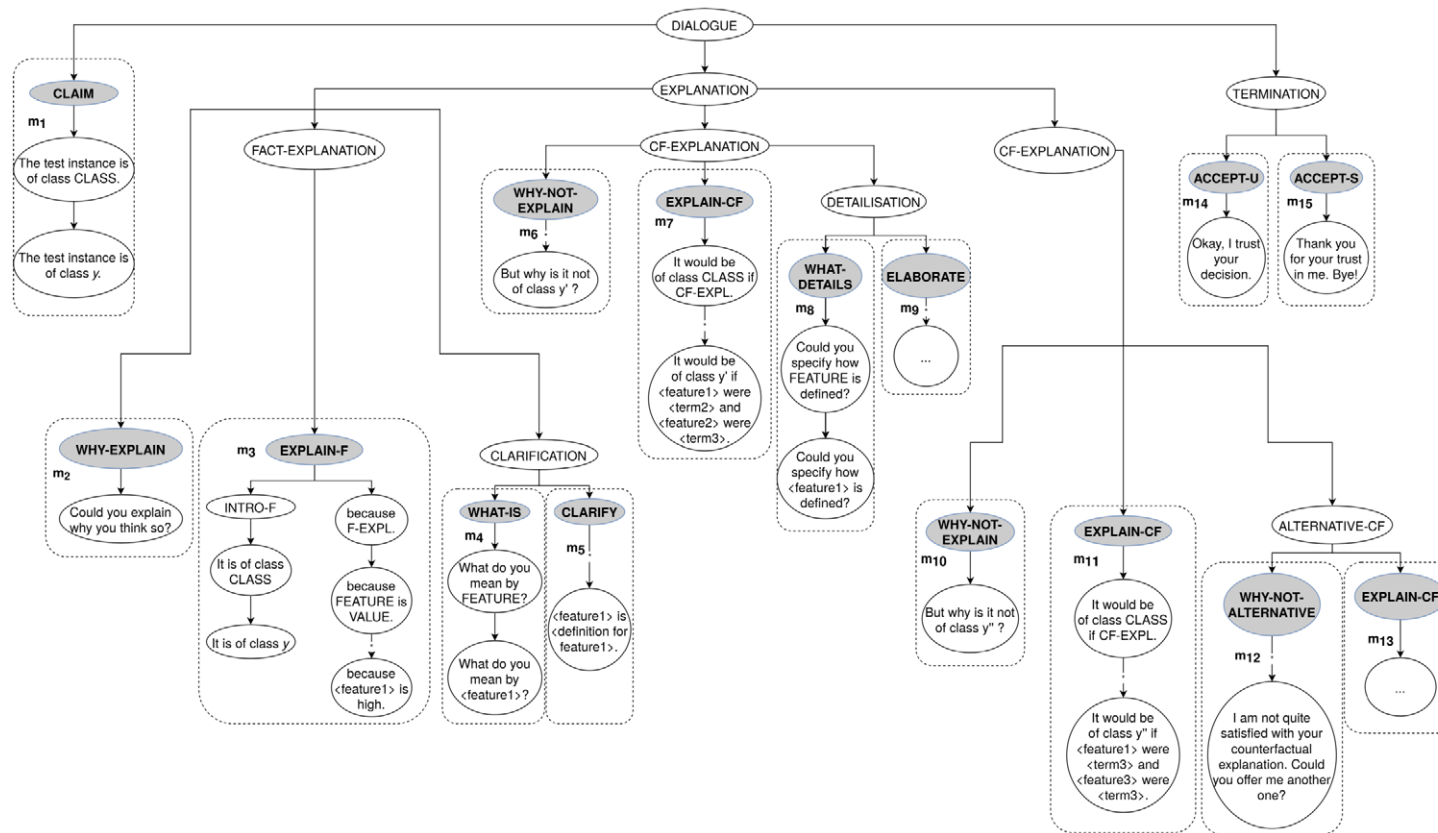 DIALOGUE
CLAIM
m1
The test instance is
of class CLASS.
The test instance
is of class y.
EXPLANATION
TERMINATION
FACT-EXPLANATION
CF-EXPLANATION
CF-EXPLANATION
ACCEPT-U
m14
Okay, I trust
your
decision.
ACCEPT-S
m15
Thank you
for your trust
in me. Bye!
WHY-NOT-
EXPLAIN
m6
But why is it not
of class y' ?
EXPLAIN-CF
m7
It would be
of class CLASS if
CF-EXPL.
It would be
of class y' if
<feature1> were
<term2> and
<feature2> were
<term3>.
DETAILISATION
WHAT-
DETAILS
m8
Could you
specify how
FEATURE is
defined?
Could you
specify how
<feature1> is
defined?
ELABORATE
m9
...
WHY-EXPLAIN
m2
Could you explain
why you think so?
m3
EXPLAIN-F
INTRO-F
It is of class
CLASS
It is of class y
because
F-EXPL.
because
FEATURE is
VALUE.
because
<feature1> is
high.
CLARIFICATION
WHAT-IS
m4
What do you
mean by
FEATURE?
What do you
mean by
<feature1>?
CLARIFY
m5
<feature1> is
<definition for
feature1>.
WHY-NOT-
EXPLAIN
m10
But why is it not
of class y'' ?
EXPLAIN-CF
m11
It would be
of class CLASS
if CF-EXPL.
It would be
of class y'' if
<feature1> were
<term3> and
<feature3> were
<term3>.
ALTERNATIVE-CF
WHY-NOT-
ALTERNATIVE
m12
I am not quite
satisfied with your
counterfactual
explanation. Could
you offer me another
one?
EXPLAIN-CF
m13
...